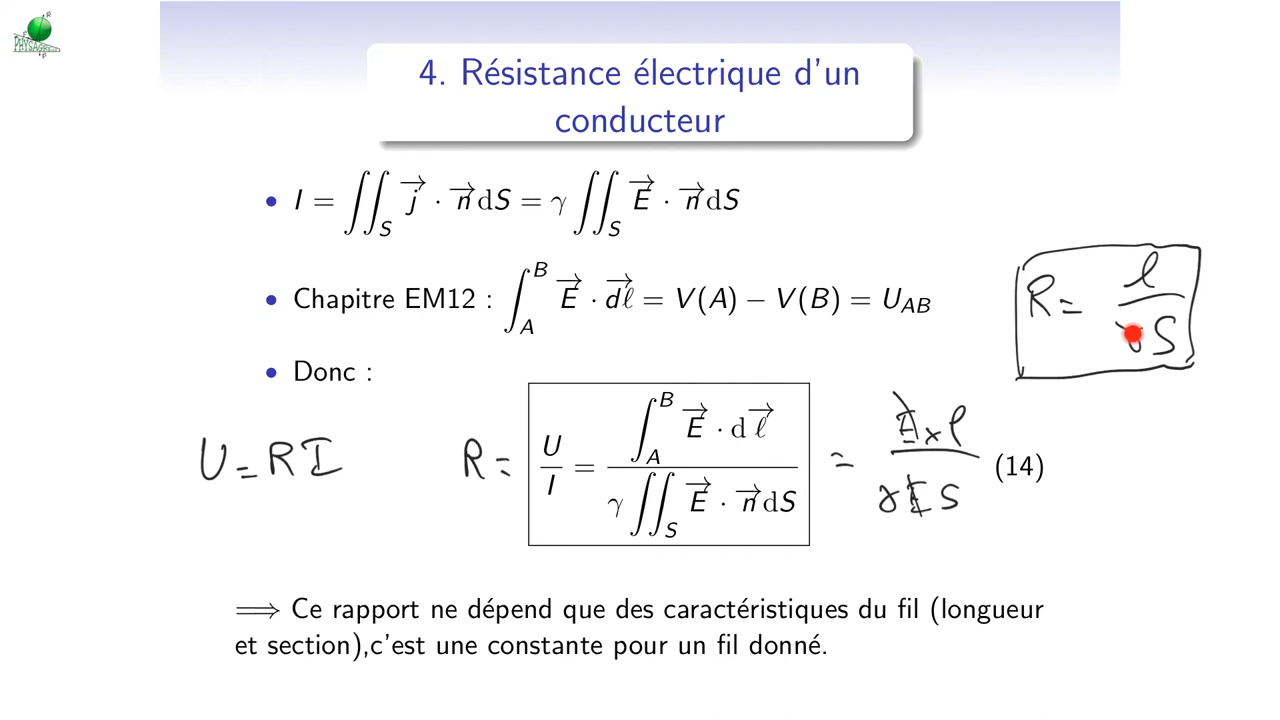 PHYSAGREG
4. Résistance électrique d'un
conducteur
• I = ∬_S j⃗ · n⃗ dS = γ ∬_S E⃗ · n⃗ dS
• Chapitre EM12 : ∫_A^B E⃗ · dℓ⃗ = V(A) − V(B) = U_AB
R = ℓ / γS
• Donc :
U = RI R = U/I = (∫_A^B E⃗ · dℓ⃗) / (γ ∬_S E⃗ · n⃗ dS) = (E × ℓ) / (γ E S) (14)
⟹ Ce rapport ne dépend que des caractéristiques du fil (longueur
et section),c'est une constante pour un fil donné.